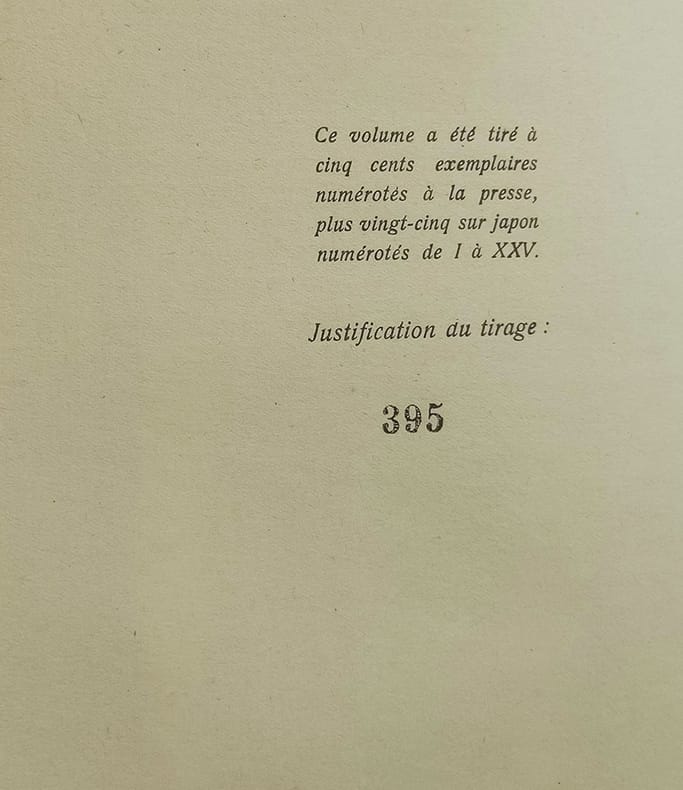 Ce volume a été tiré à
cinq cents exemplaires
numérotés à la presse,
plus vingt-cinq sur japon
numérotés de I à XXV.
Justification du tirage :
395